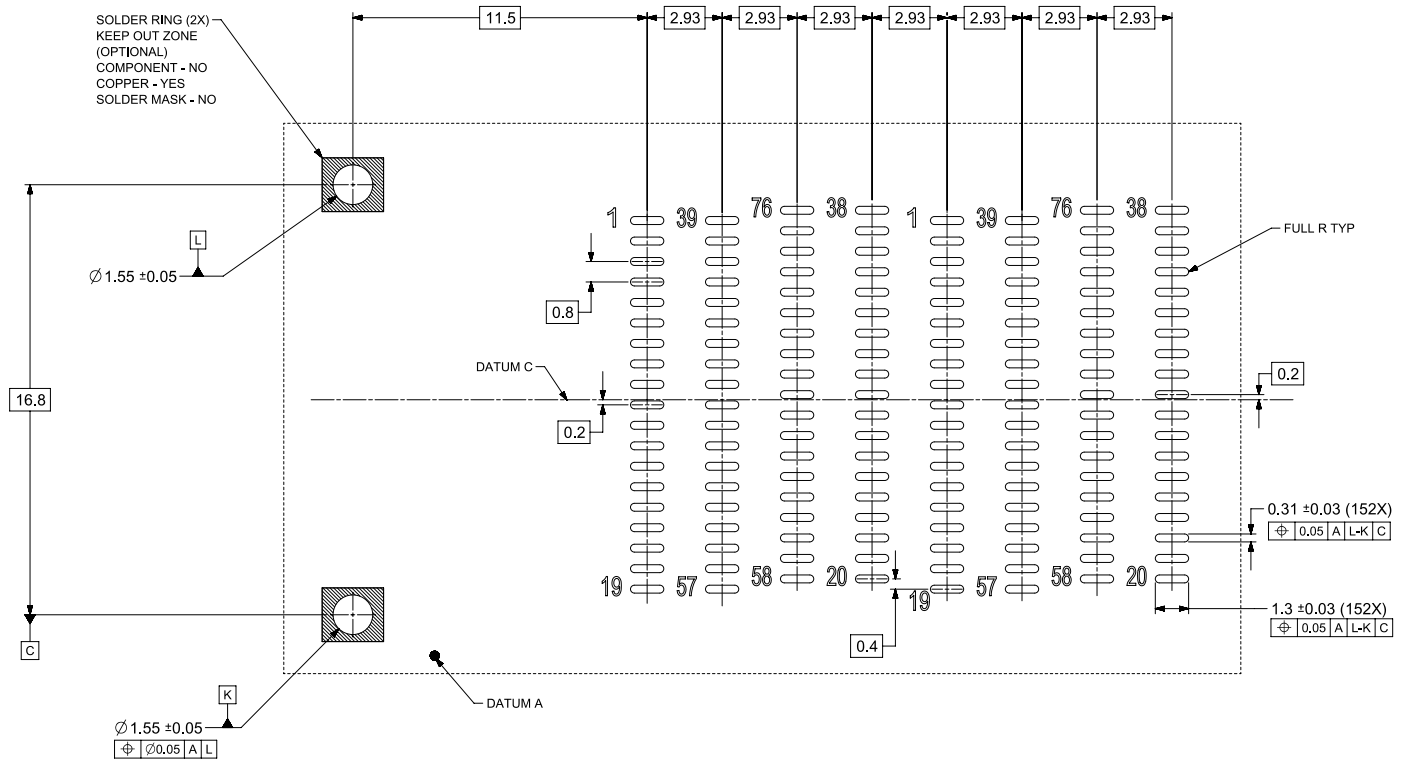 SOLDER RING (2X)
KEEP OUT ZONE
(OPTIONAL)
COMPONENT - NO
COPPER - YES
SOLDER MASK - NO
11.5
2.93
2.93
2.93
2.93
2.93
2.93
2.93
1
39
76
38
1
39
76
38
FULL R TYP
L
Ø 1.55 ±0.05
0.8
DATUM C
0.2
16.8
0.2
0.31 ±0.03 (152X)
⌖ 0.05 A L-K C
19
57
58
20
19
57
58
20
1.3 ±0.03 (152X)
⌖ 0.05 A L-K C
0.4
C
K
DATUM A
Ø 1.55 ±0.05
⌖ Ø0.05 A L